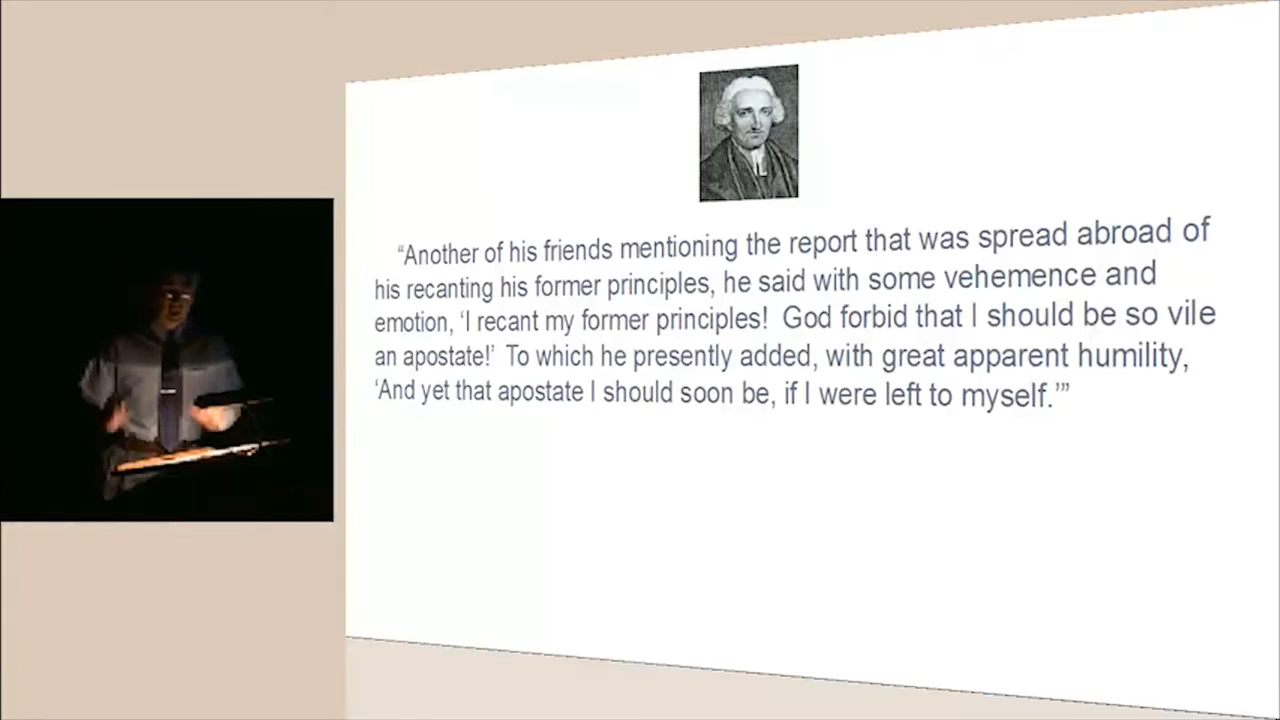 “Another of his friends mentioning the report that was spread abroad of
his recanting his former principles, he said with some vehemence and
emotion, ‘I recant my former principles!  God forbid that I should be so vile
an apostate!’  To which he presently added, with great apparent humility,
‘And yet that apostate I should soon be, if I were left to myself.’”